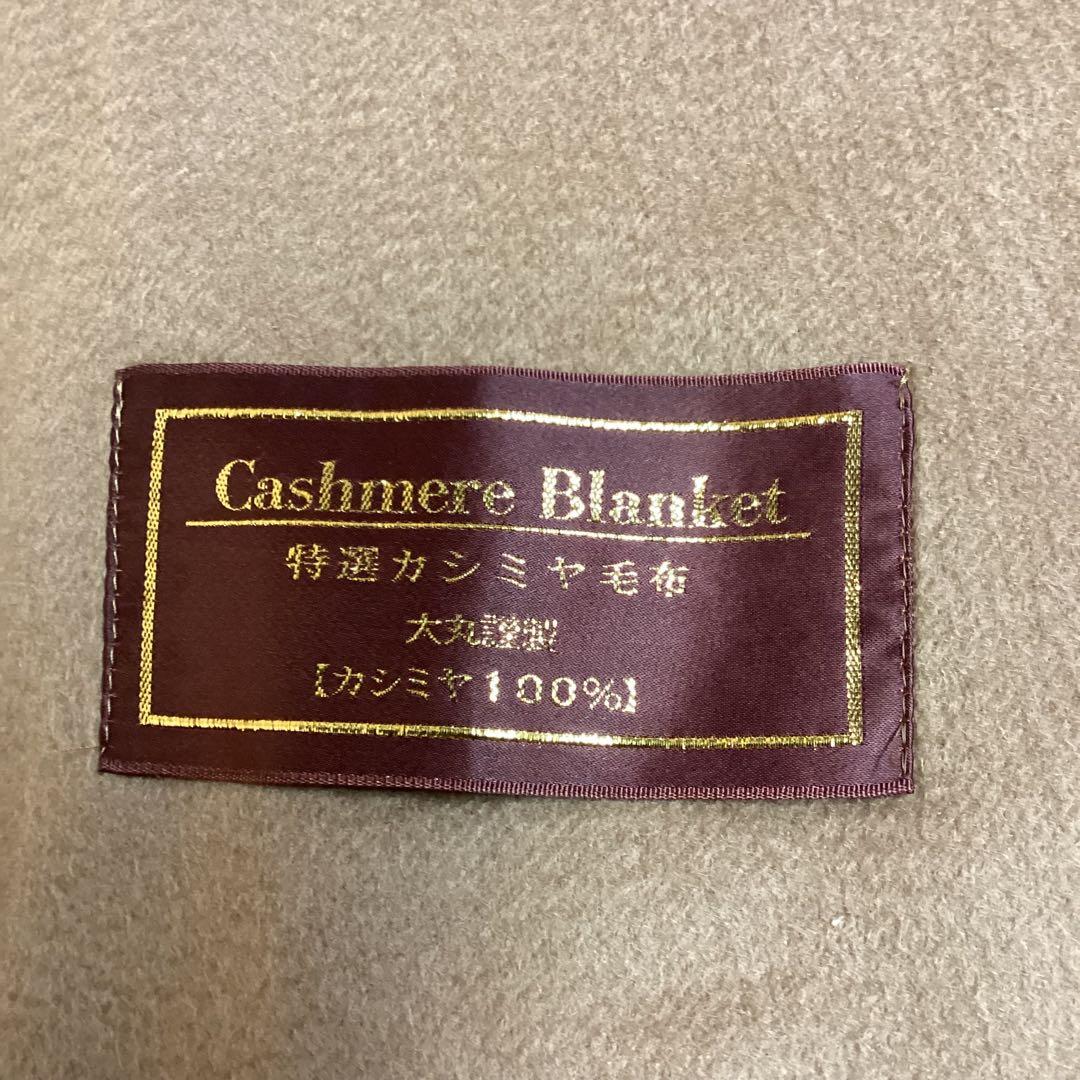 Cashmere Blanket
特選カシミヤ毛布
大丸謹製
【カシミヤ100%】